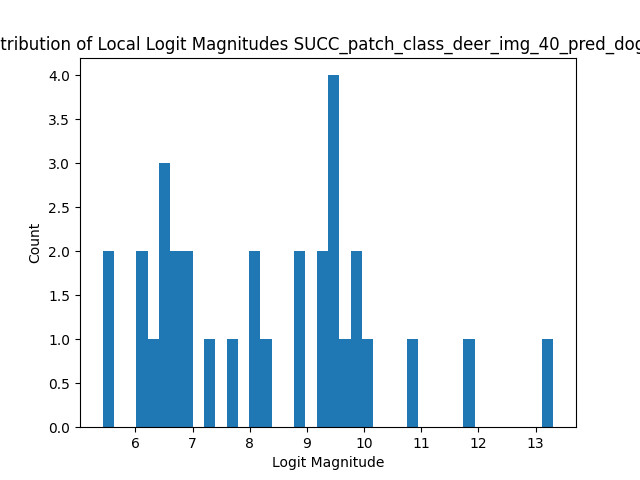 tribution of Local Logit Magnitudes SUCC_patch_class_deer_img_40_pred_dog
4.0
3.5
3.0
2.5
2.0
1.5
1.0
0.5
0.0
Count
6 7 8 9 10 11 12 13
Logit Magnitude